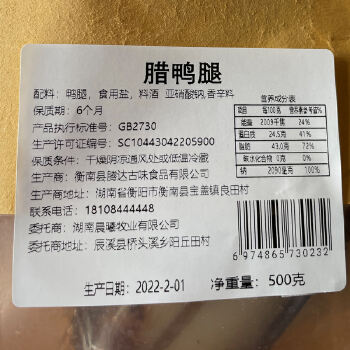 腊鸭腿
配料：鸭腿，食用盐，料酒 亚硝酸钠,香辛料
保质期：6个月
产品执行标准号：GB2730
生产许可证编号：SC10443042205900
保质条件：干燥阴凉通风处或低温冷藏
生产商：衡南县腾达古味食品有限公司
生产商地址：湖南省衡阳市衡南县宝盖镇良田村
联系电话：18108444448
委托商：湖南晨曦牧业有限公司
委托商地址：辰溪县桥头溪乡阳丘田村
营养成分表
项目 每100克 营养素参考值%
能量 2009千焦 24%
蛋白质 24.5克 41%
脂肪 43.0克 72%
碳水化合物 0克 0%
钠 2090毫克 100%
6 974865 730232
生产日期：2022-2-01
净重量：500克